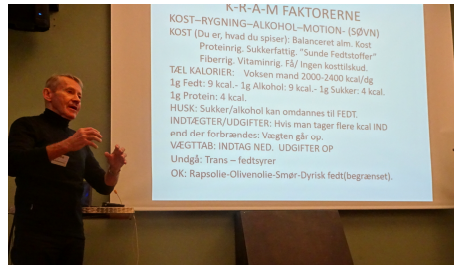 K-R-A-M FAKTORERNE
KOST–RYGNING–ALKOHOL–MOTION- (SØVN)
KOST (Du er, hvad du spiser): Balanceret alm. Kost
Proteinrig. Sukkerfattig. "Sunde Fedtstoffer"
Fiberrig. Vitaminrig. Få/ Ingen kosttilskud.
TÆL KALORIER: Voksen mand 2000-2400 kcal/dg
1g Fedt: 9 kcal.- 1g Alkohol: 9 kcal.- 1g Sukker: 4 kcal.
1g Protein: 4 kcal.
HUSK: Sukker/alkohol kan omdannes til FEDT.
INDTÆGTER/UDGIFTER: Hvis man tager flere kcal IND
end der forbrændes: Vægten går op.
VÆGTTAB: INDTAG NED. UDGIFTER OP
Undgå: Trans – fedtsyrer
OK: Rapsolie-Olivenolie-Smør-Dyrisk fedt(begrænset).